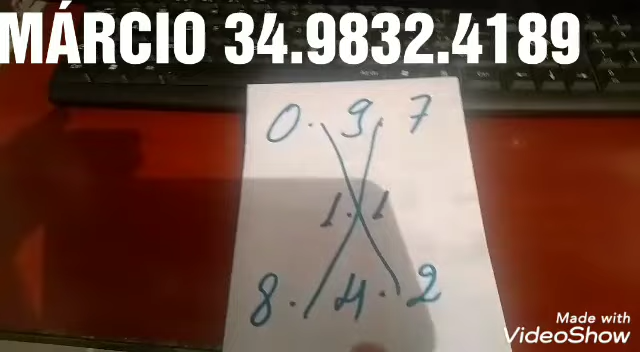 MÁRCIO 34.9832.4189
0. 9. 7
1. 1
8. 4. 2
Made with
VideoShow